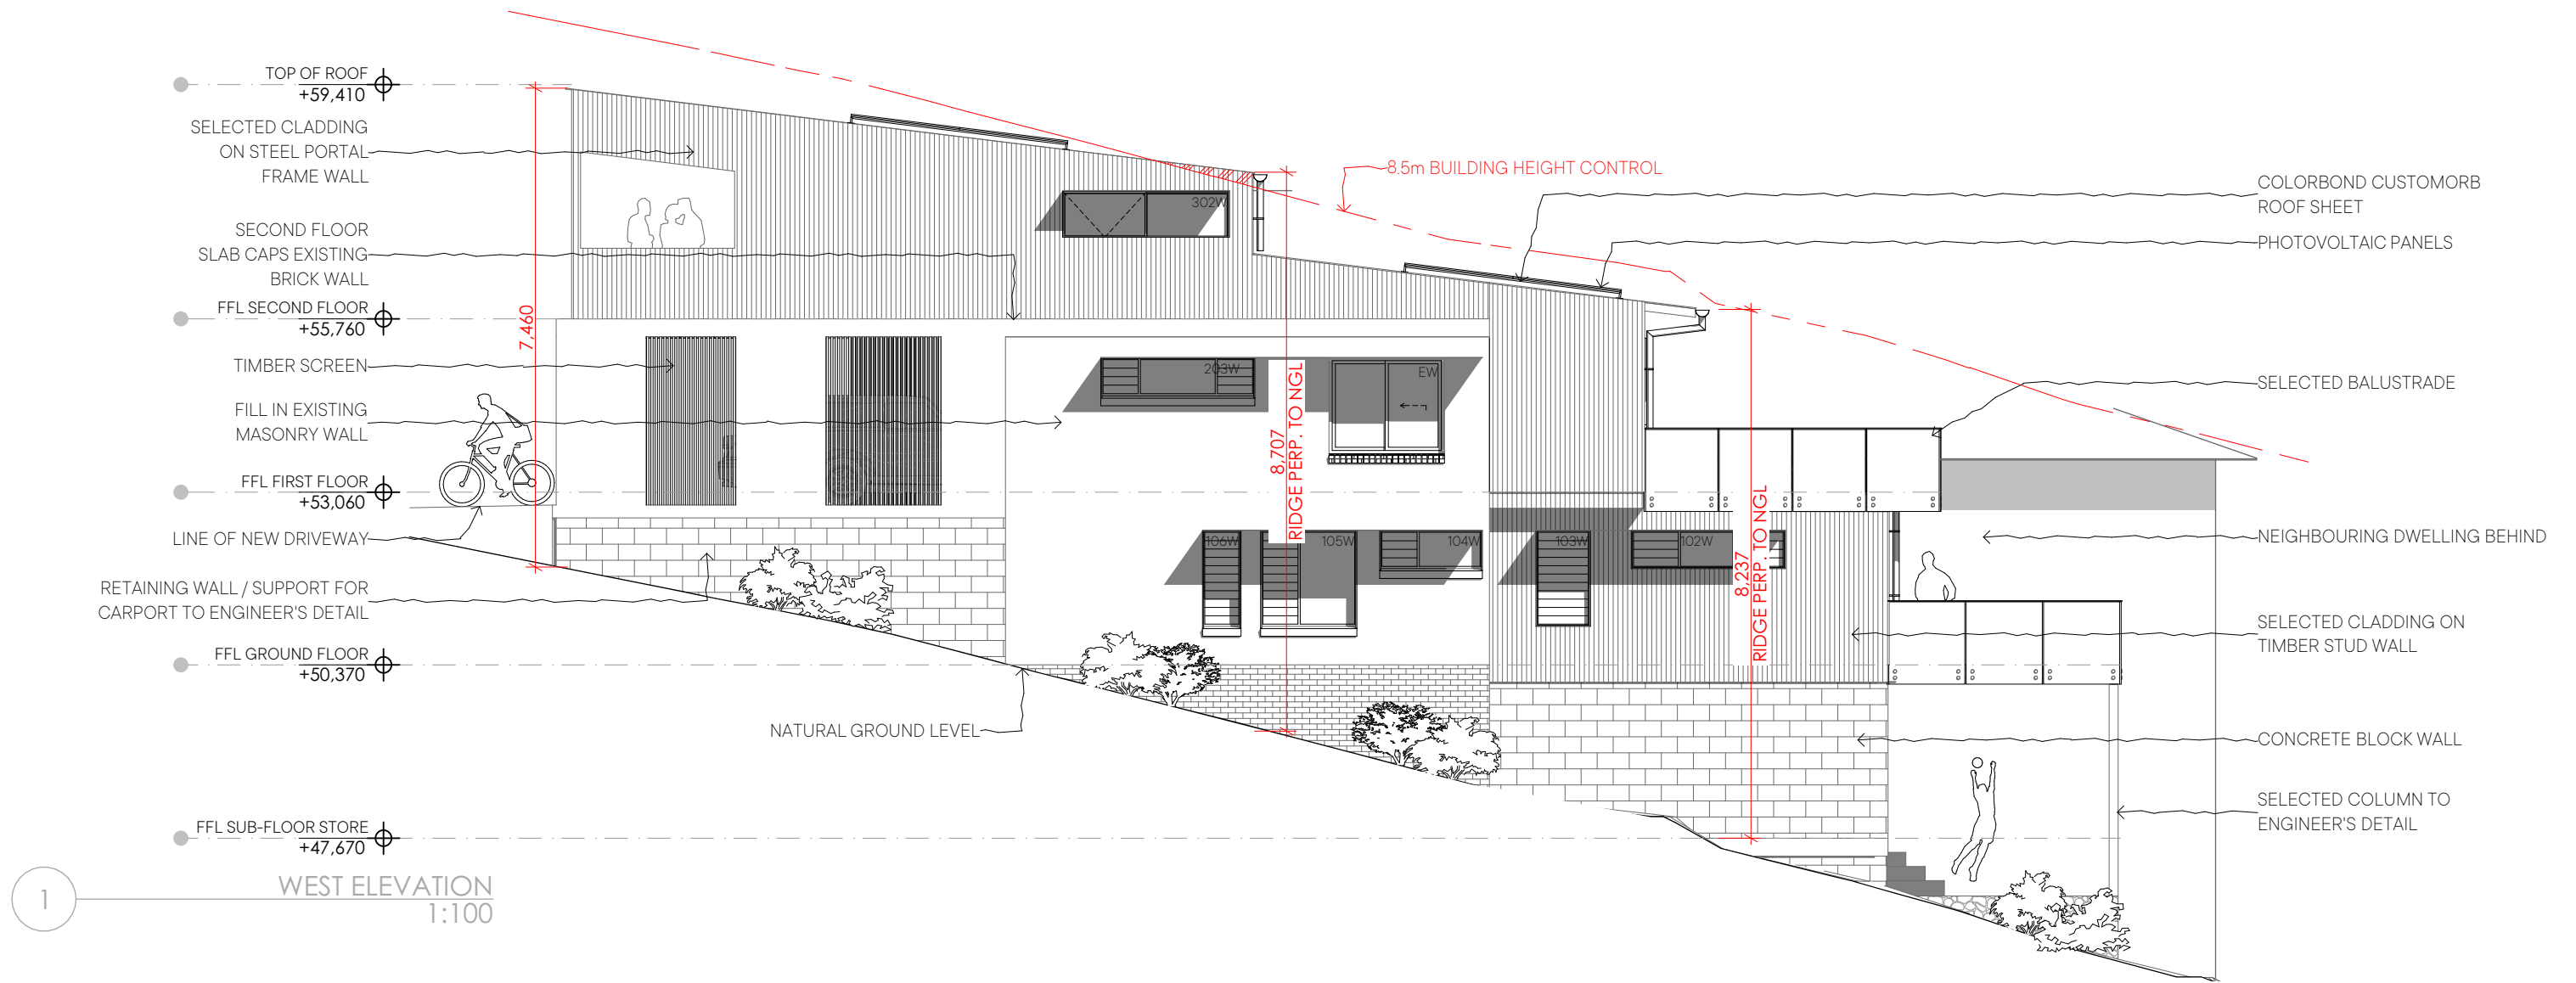 TOP OF ROOF
+59,410
SELECTED CLADDING
ON STEEL PORTAL
FRAME WALL
SECOND FLOOR
SLAB CAPS EXISTING
BRICK WALL
FFL SECOND FLOOR
+55,760
TIMBER SCREEN
FILL IN EXISTING
MASONRY WALL
FFL FIRST FLOOR
+53,060
LINE OF NEW DRIVEWAY
RETAINING WALL / SUPPORT FOR
CARPORT TO ENGINEER'S DETAIL
FFL GROUND FLOOR
+50,370
NATURAL GROUND LEVEL
FFL SUB-FLOOR STORE
+47,670
1
WEST ELEVATION
1:100
7,460
302W
203W
EW
8,707
RIDGE PERP. TO NGL
106W
105W
104W
103W
102W
8,237
RIDGE PERP. TO NGL
8.5m BUILDING HEIGHT CONTROL
COLORBOND CUSTOMORB
ROOF SHEET
PHOTOVOLTAIC PANELS
SELECTED BALUSTRADE
NEIGHBOURING DWELLING BEHIND
SELECTED CLADDING ON
TIMBER STUD WALL
CONCRETE BLOCK WALL
SELECTED COLUMN TO
ENGINEER'S DETAIL